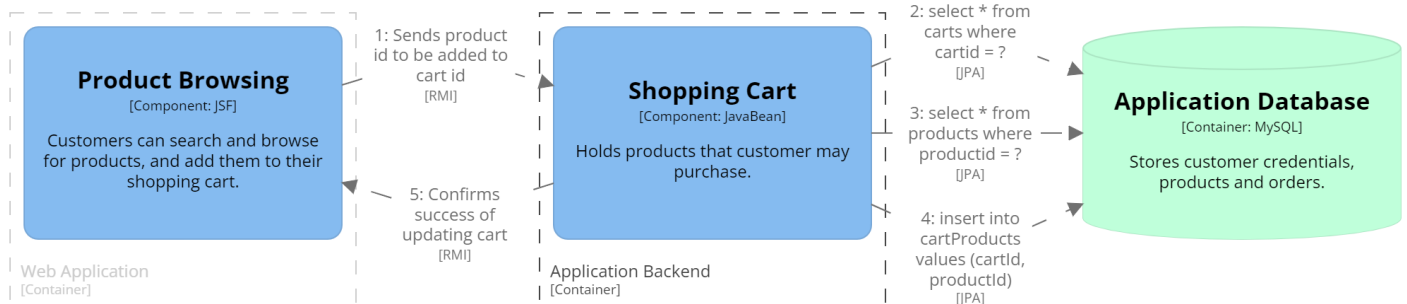 Product Browsing
[Component: JSF]
Customers can search and browse
for products, and add them to their
shopping cart.
Web Application
[Container]
1: Sends product
id to be added to
cart id
[RMI]
5: Confirms
success of
updating cart
[RMI]
Shopping Cart
[Component: JavaBean]
Holds products that customer may
purchase.
Application Backend
[Container]
2: select * from
carts where
cartid = ?
[JPA]
3: select * from
products where
productid = ?
[JPA]
4: insert into
cartProducts
values (cartId,
productId)
[JPA]
Application Database
[Container: MySQL]
Stores customer credentials,
products and orders.